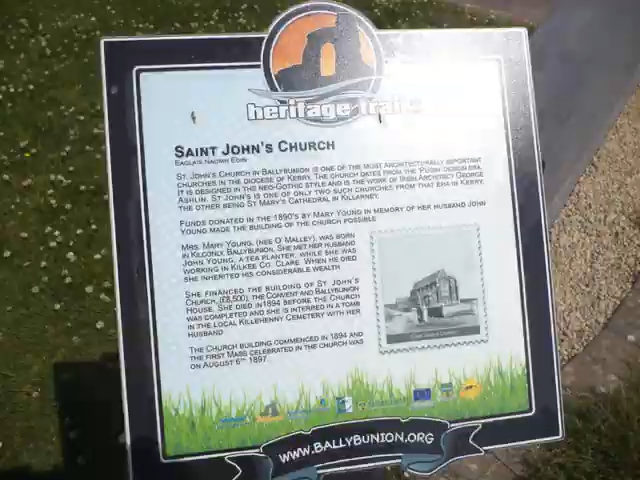 heritage trail
SAINT JOHN'S CHURCH
EAGLAIS NAOMH EOIN
ST. JOHN'S CHURCH IN BALLYBUNION IS ONE OF THE MOST ARCHITECTURALLY IMPORTANT
CHURCHES IN THE DIOCESE OF KERRY. THE CHURCH DATES FROM THE 'PUGIN' DESIGN ERA.
IT IS DESIGNED IN THE NEO-GOTHIC STYLE AND IS THE WORK OF IRISH ARCHITECT GEORGE
ASHLIN. ST JOHN'S IS ONE OF ONLY TWO SUCH CHURCHES FROM THAT ERA IN KERRY,
THE OTHER BEING ST MARY'S CATHEDRAL IN KILLARNEY.
FUNDS DONATED IN THE 1890'S BY MARY YOUNG IN MEMORY OF HER HUSBAND JOHN
YOUNG MADE THE BUILDING OF THE CHURCH POSSIBLE
MRS. MARY YOUNG, (NEE O' MALLEY), WAS BORN
IN KILCONLY, BALLYBUNION. SHE MET HER HUSBAND
JOHN YOUNG, A TEA PLANTER, WHILE SHE WAS
WORKING IN KILKEE CO. CLARE. WHEN HE DIED
SHE INHERITED HIS CONSIDERABLE WEALTH
SHE FINANCED THE BUILDING OF ST JOHN'S
CHURCH, (£8,500), THE CONVENT AND BALLYBUNION
HOUSE. SHE DIED IN 1894 BEFORE THE CHURCH
WAS COMPLETED AND SHE IS INTERRED IN A TOMB
IN THE LOCAL KILLEHENNY CEMETERY WITH HER
HUSBAND
THE CHURCH BUILDING COMMENCED IN 1894 AND
THE FIRST MASS CELEBRATED IN THE CHURCH WAS
ON AUGUST 6TH 1897.
WWW.BALLYBUNION.ORG